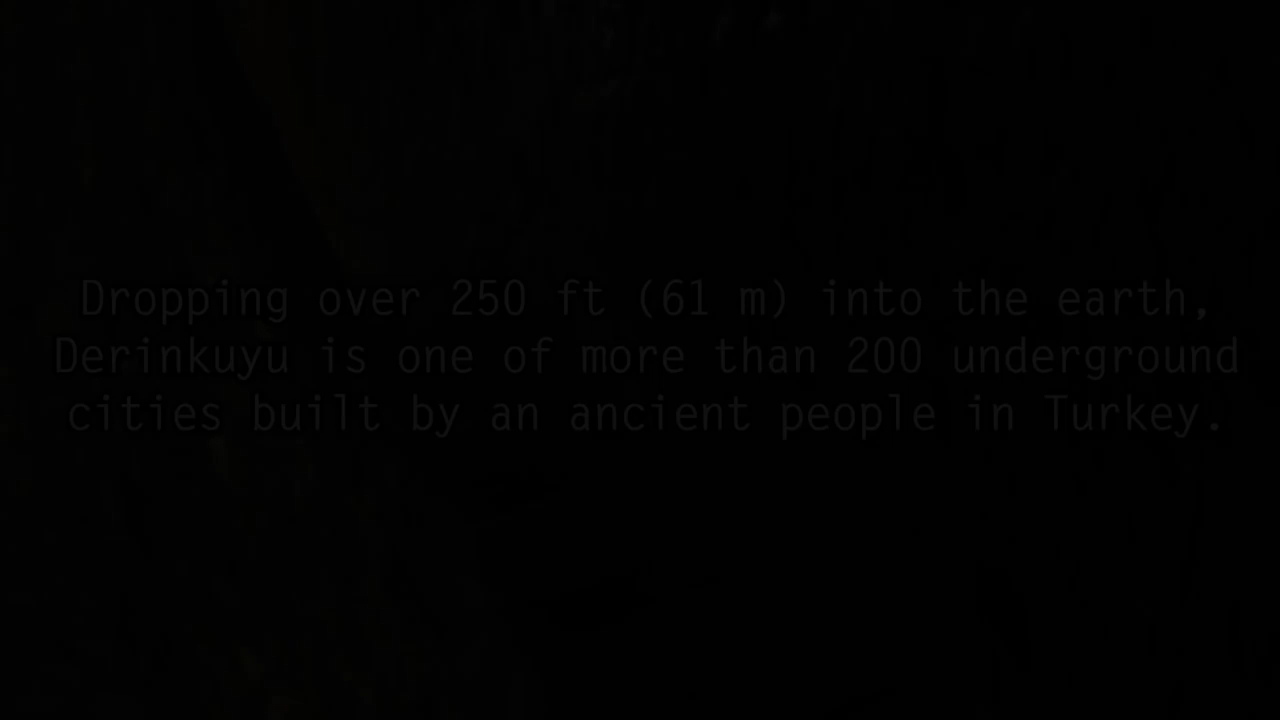 Dropping over 250 ft (61 m) into the earth,
Derinkuyu is one of more than 200 underground
cities built by an ancient people in Turkey.